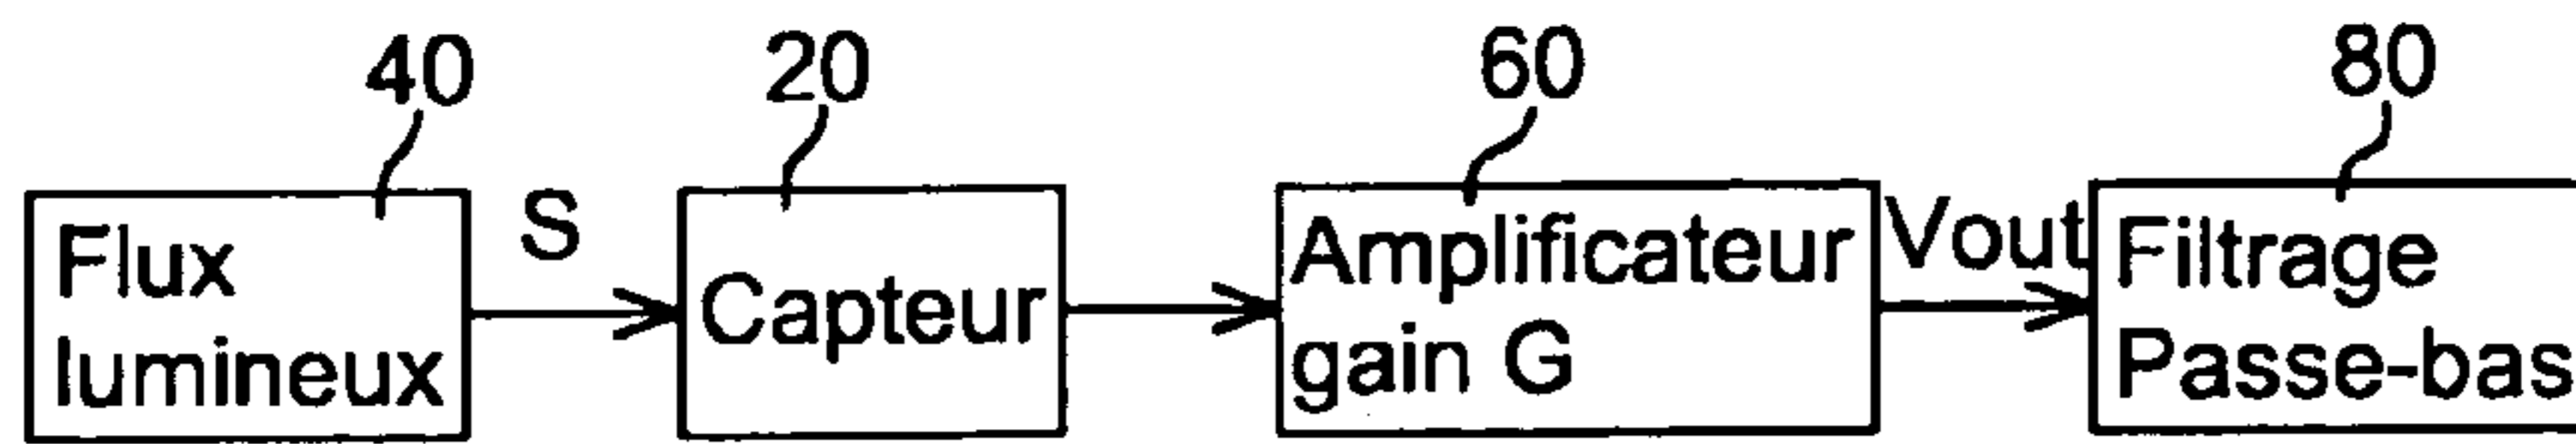 40
20
60
80
Flux
lumineux
S
Capteur
Amplificateur
gain G
Vout
Filtrage
Passe-bas